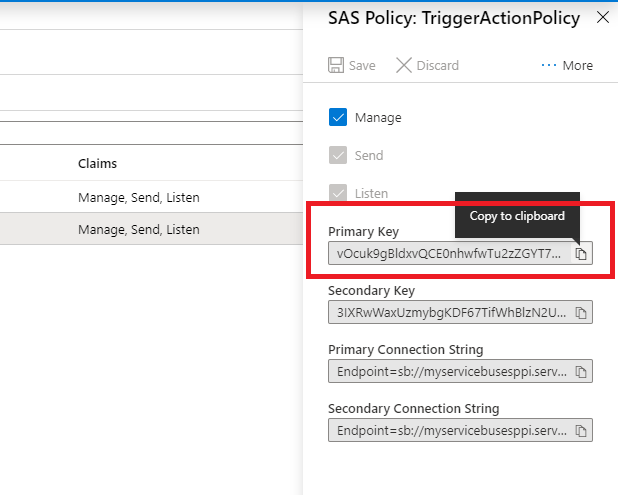 SAS Policy: TriggerActionPolicy
Save
Discard
··· More
Manage
Send
Listen
Claims
Manage, Send, Listen
Manage, Send, Listen
Copy to clipboard
Primary Key
vOcuk9gBldxvQCE0nhwfwTu2zZGYT7...
Secondary Key
3IXRwWaxUzmybgKDF67TifWhBlzN2U...
Primary Connection String
Endpoint=sb://myservicebusesppi.serv...
Secondary Connection String
Endpoint=sb://myservicebusesppi.serv...